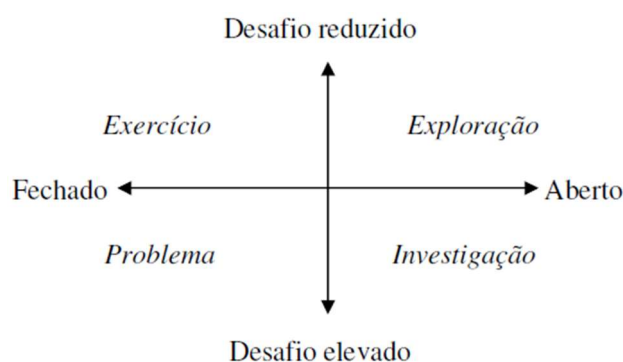 Desafio reduzido
Exercício Exploração
Fechado Aberto
Problema Investigação
Desafio elevado